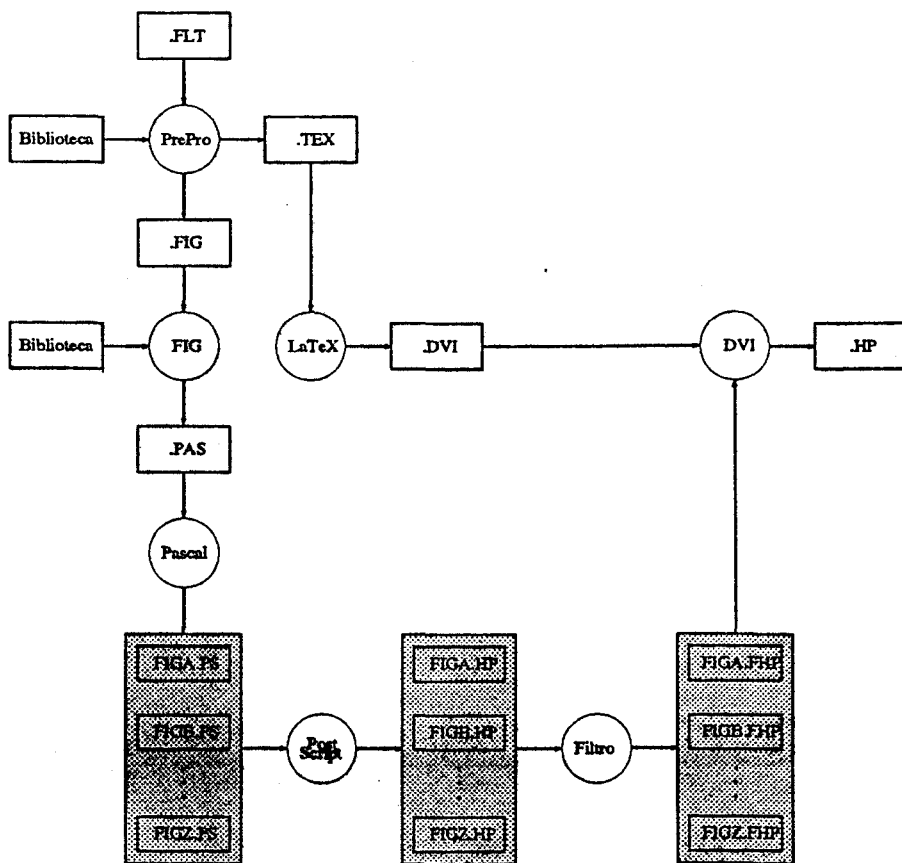 .FLT
Biblioteca
PrePro
.TEX
.FIG
Biblioteca
FIG
LaTeX
.DVI
DVI
.HP
.PAS
Pascal
FIGA.PS
FIGA.HP
FIGA.FHP
FIGB.PS
Post
Script
FIGB.HP
Filtro
FIGB.FHP
FIGZ.PS
FIGZ.HP
FIGZ.FHP